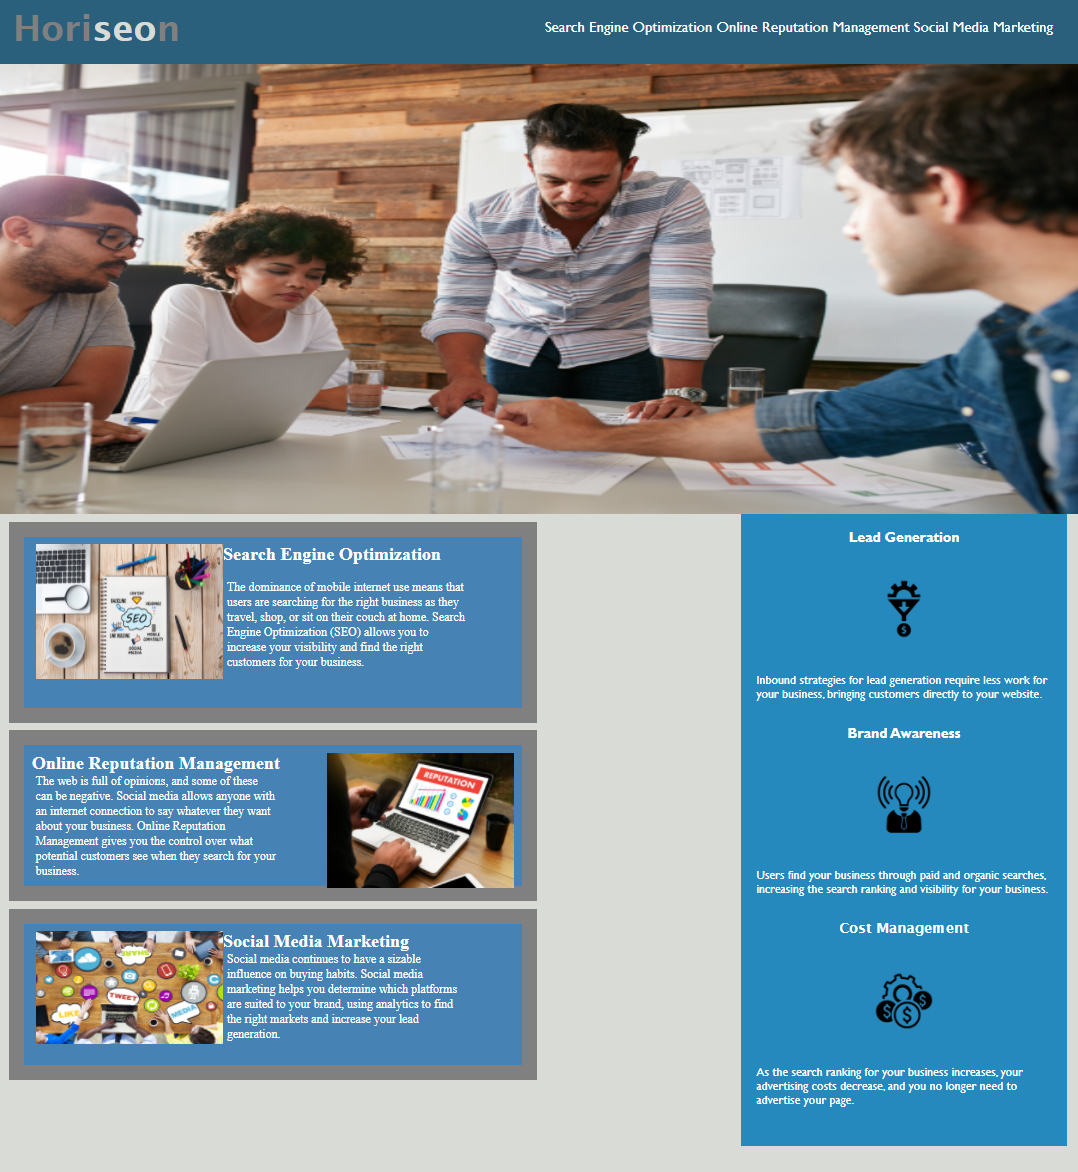 Horiseon
Search Engine Optimization Online Reputation Management Social Media Marketing
Search Engine Optimization
The dominance of mobile internet use means that
users are searching for the right business as they
travel, shop, or sit on their couch at home. Search
Engine Optimization (SEO) allows you to
increase your visibility and find the right
customers for your business.
SEO
Online Reputation Management
The web is full of opinions, and some of these
can be negative. Social media allows anyone with
an internet connection to say whatever they want
about your business. Online Reputation
Management gives you the control over what
potential customers see when they search for your
business.
REPUTATION
Social Media Marketing
Social media continues to have a sizable
influence on buying habits. Social media
marketing helps you determine which platforms
are suited to your brand, using analytics to find
the right markets and increase your lead
generation.
SHARE
TWEET
LIKE
MEDIA
Lead Generation
Inbound strategies for lead generation require less work for
your business, bringing customers directly to your website.
Brand Awareness
Users find your business through paid and organic searches,
increasing the search ranking and visibility for your business.
Cost Management
As the search ranking for your business increases, your
advertising costs decrease, and you no longer need to
advertise your page.